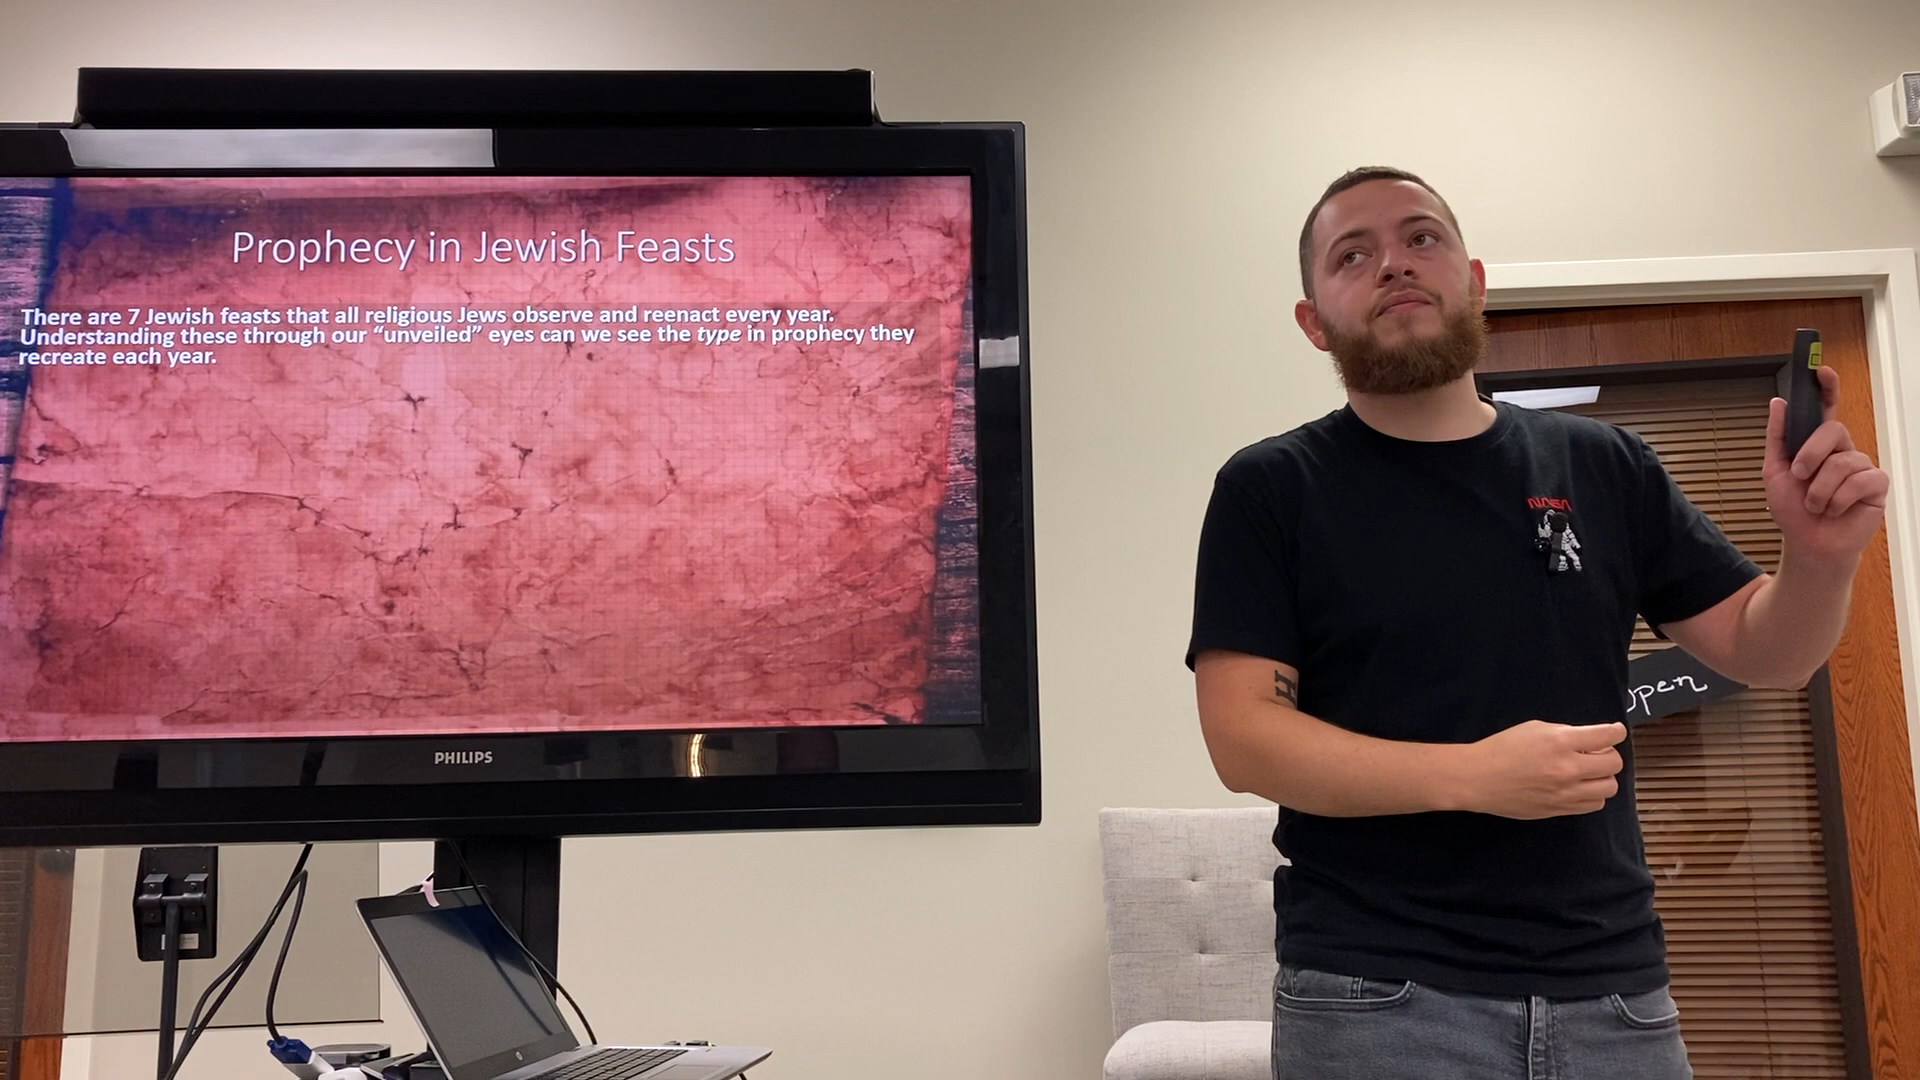 Prophecy in Jewish Feasts
There are 7 Jewish feasts that all religious Jews observe and reenact every year.
Understanding these through our “unveiled” eyes can we see the type in prophecy they
recreate each year.
PHILIPS
NASA
Open